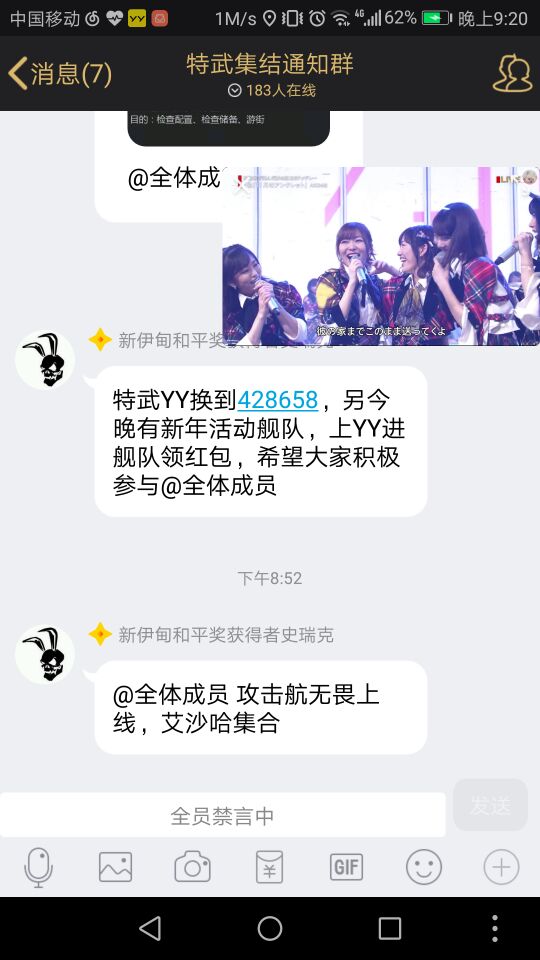 中国移动
1M/s
4G
62%
晚上9:20
消息(7)
特武集结通知群
183人在线
目的：检查配置、检查储备、游街
@全体成
LIVE
彼の家までこのまま送ってくよ
新伊甸和平奖获得者史瑞克
特武YY换到428658，另今
晚有新年活动舰队，上YY进
舰队领红包，希望大家积极
参与@全体成员
下午8:52
新伊甸和平奖获得者史瑞克
@全体成员 攻击航无畏上
线，艾沙哈集合
全员禁言中
发送
GIF